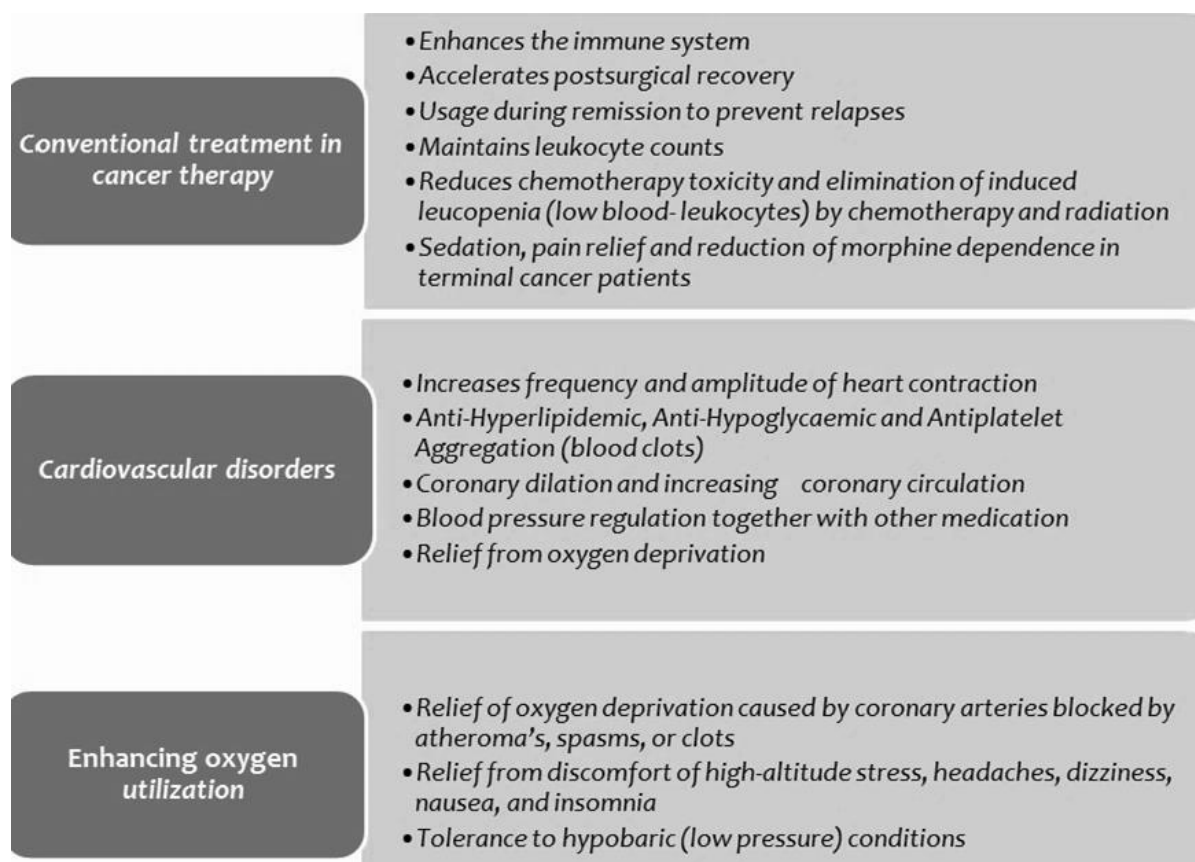 Conventional treatment in
cancer therapy
•Enhances the immune system
•Accelerates postsurgical recovery
•Usage during remission to prevent relapses
•Maintains leukocyte counts
•Reduces chemotherapy toxicity and elimination of induced
leucopenia (low blood- leukocytes) by chemotherapy and radiation
•Sedation, pain relief and reduction of morphine dependence in
terminal cancer patients
Cardiovascular disorders
•Increases frequency and amplitude of heart contraction
•Anti-Hyperlipidemic, Anti-Hypoglycaemic and Antiplatelet
Aggregation (blood clots)
•Coronary dilation and increasing coronary circulation
•Blood pressure regulation together with other medication
•Relief from oxygen deprivation
Enhancing oxygen
utilization
•Relief of oxygen deprivation caused by coronary arteries blocked by
atheroma's, spasms, or clots
•Relief from discomfort of high-altitude stress, headaches, dizziness,
nausea, and insomnia
•Tolerance to hypobaric (low pressure) conditions